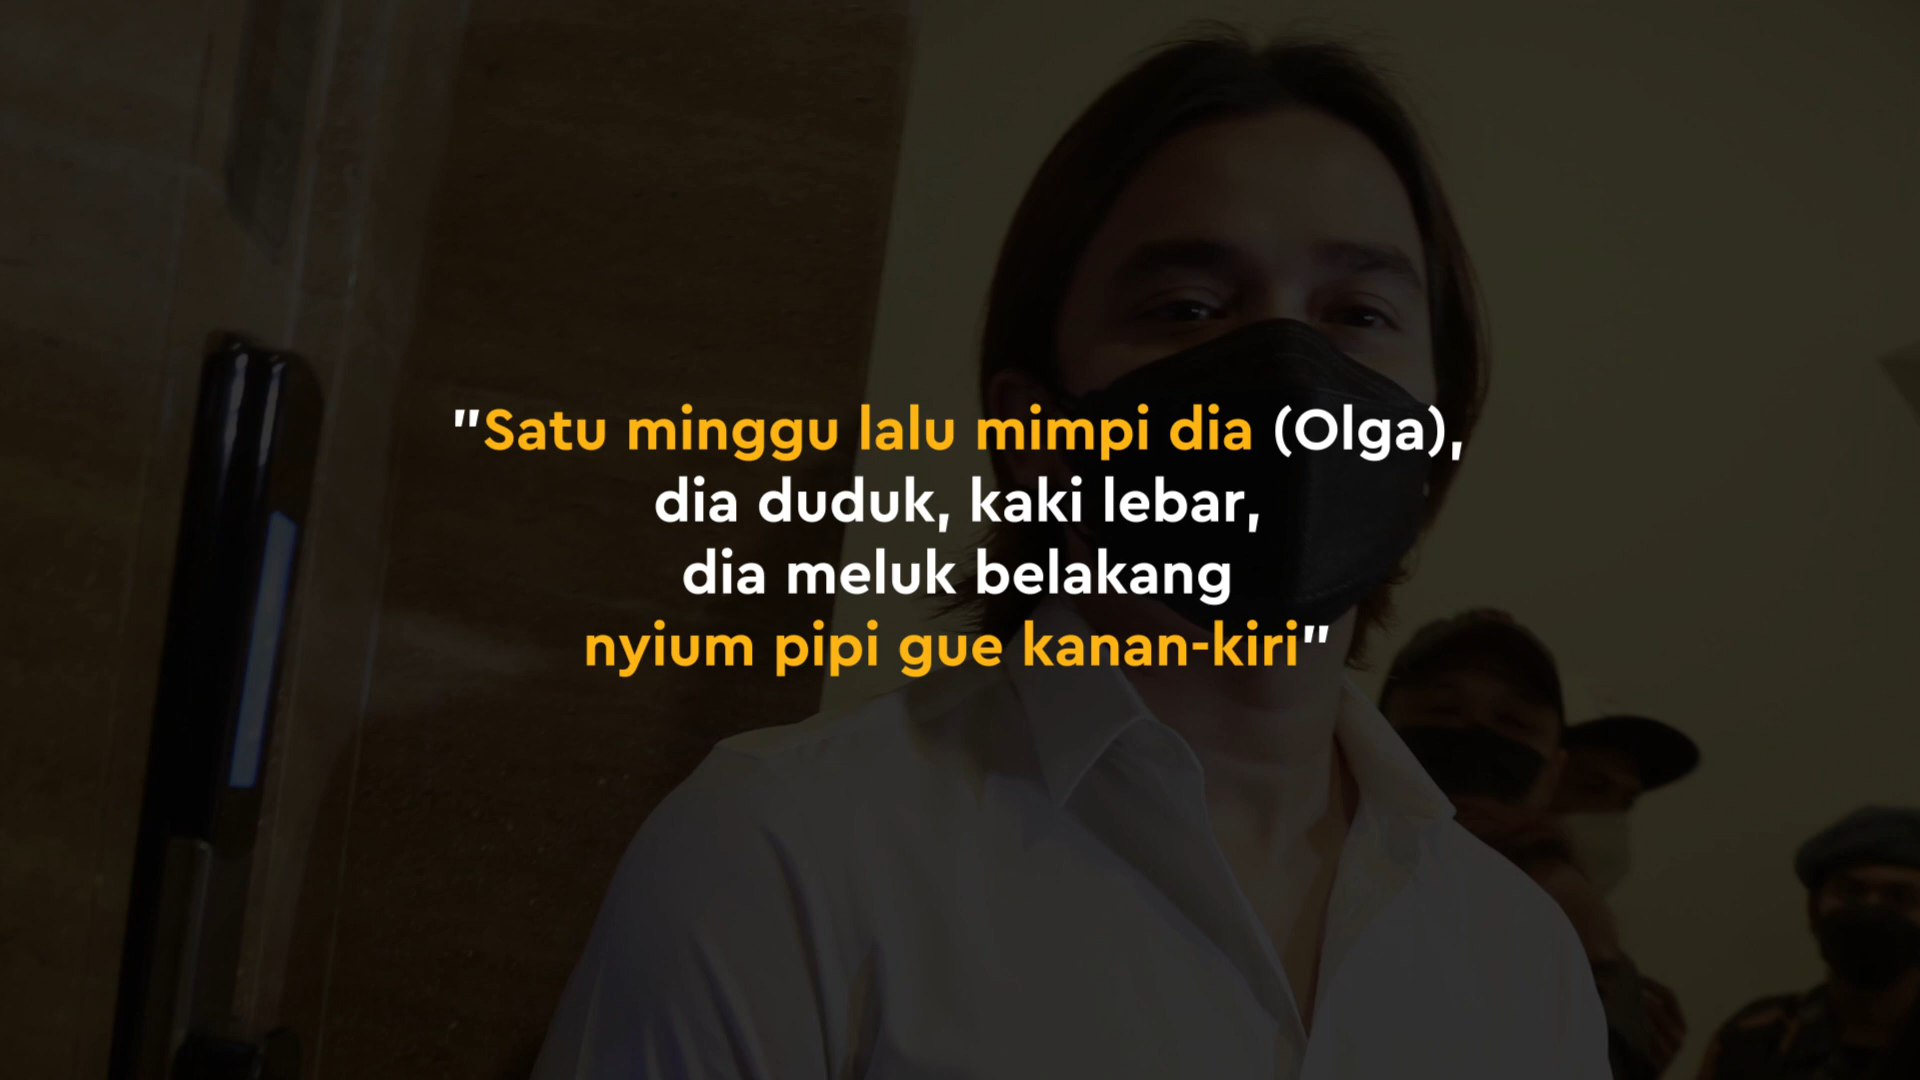 "Satu minggu lalu mimpi dia (Olga),
dia duduk, kaki lebar,
dia meluk belakang
nyium pipi gue kanan-kiri"